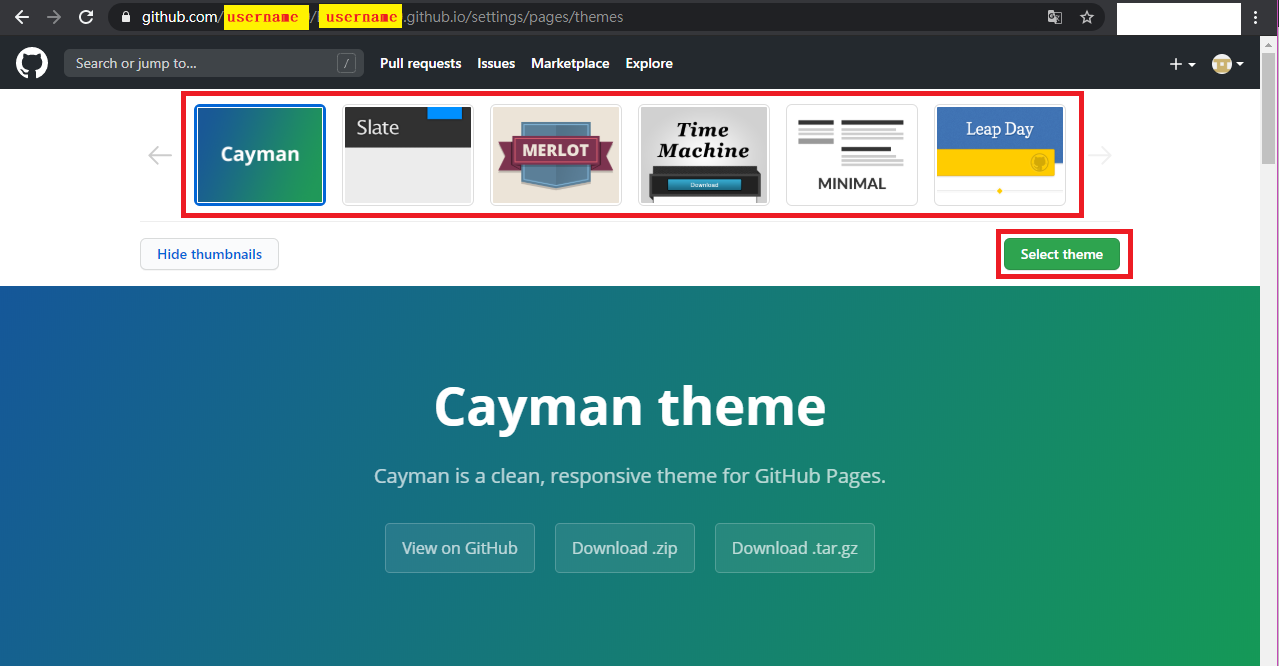 github.com/username/username.github.io/settings/pages/themes
Search or jump to... /
Pull requests Issues Marketplace Explore
Cayman
Slate
MERLOT
Time
Machine
Download
MINIMAL
Leap Day
Hide thumbnails
Select theme
Cayman theme
Cayman is a clean, responsive theme for GitHub Pages.
View on GitHub
Download .zip
Download .tar.gz